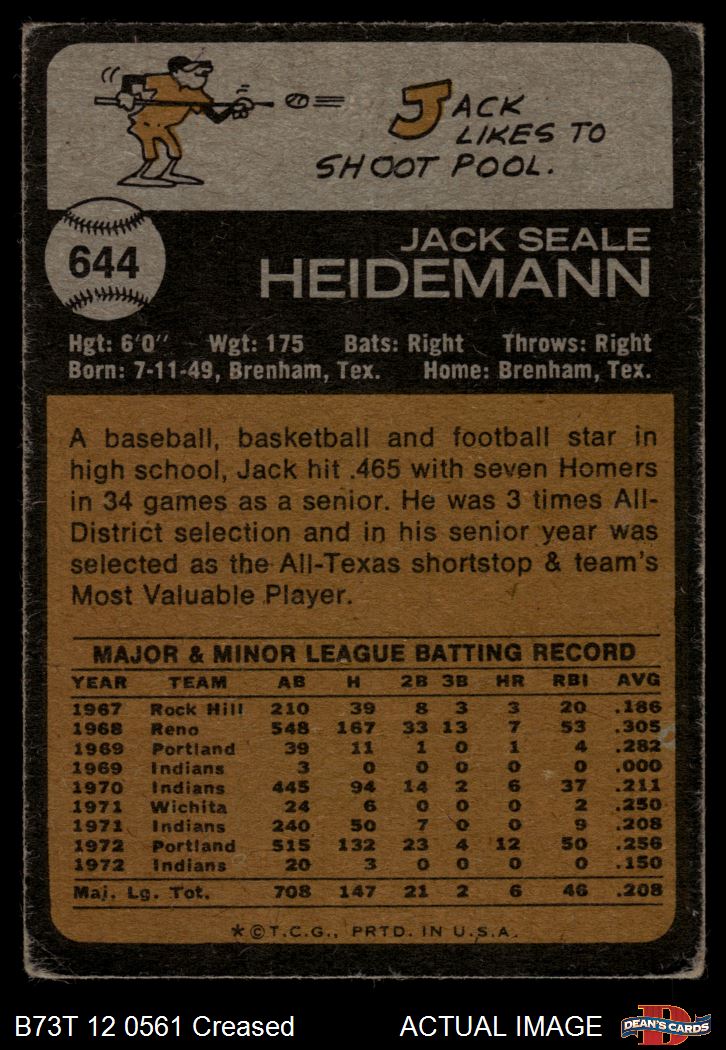 JACK
LIKES TO
SHOOT POOL.
644
JACK SEALE
HEIDEMANN
Hgt: 6'0" Wgt: 175 Bats: Right Throws: Right
Born: 7-11-49, Brenham, Tex. Home: Brenham, Tex.
A baseball, basketball and football star in
high school, Jack hit .465 with seven Homers
in 34 games as a senior. He was 3 times All-
District selection and in his senior year was
selected as the All-Texas shortstop & team's
Most Valuable Player.
MAJOR & MINOR LEAGUE BATTING RECORD
YEAR TEAM AB H 2B 3B HR RBI AVG
1967 Rock Hill 210 39 8 3 3 20 .186
1968 Reno 548 167 33 13 7 53 .305
1969 Portland 39 11 1 0 1 4 .282
1969 Indians 3 0 0 0 0 0 .000
1970 Indians 445 94 14 2 6 37 .211
1971 Wichita 24 6 0 0 0 2 .250
1971 Indians 240 50 7 0 0 9 .208
1972 Portland 515 132 23 4 12 50 .256
1972 Indians 20 3 0 0 0 0 .150
Maj. Lg. Tot. 708 147 21 2 6 46 .208
*©T.C.G., PRTD. IN U.S.A.
B73T 12 0561 Creased ACTUAL IMAGE
D
DEAN'S CARDS